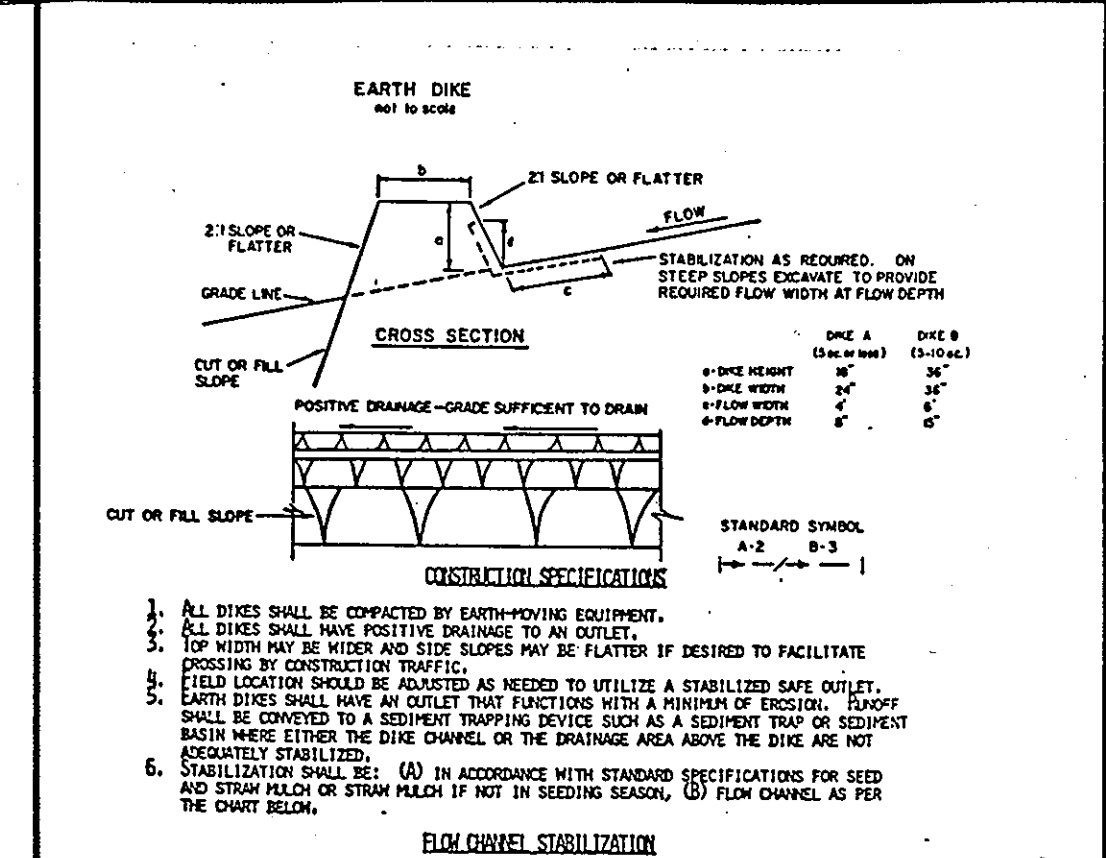 EARTH DIKE
not to scale
b
2:1 SLOPE OR FLATTER
FLOW
2:1 SLOPE OR
FLATTER
a
STABILIZATION AS REQUIRED. ON
STEEP SLOPES EXCAVATE TO PROVIDE
REQUIRED FLOW WIDTH AT FLOW DEPTH
c
GRADE LINE
CROSS SECTION
CUT OR FILL
SLOPE
DIKE A DIKE B
(5 ac. or less) (5-10 ac.)
a-DIKE HEIGHT 18" 36"
b-DIKE WIDTH 24" 36"
c-FLOW WIDTH 4' 6'
d-FLOW DEPTH 8" 15"
POSITIVE DRAINAGE-GRADE SUFFICENT TO DRAIN
CUT OR FILL SLOPE
STANDARD SYMBOL
A-2 B-3
CONSTRUCTION SPECIFICATIONS
1. ALL DIKES SHALL BE COMPACTED BY EARTH-MOVING EQUIPMENT.
2. ALL DIKES SHALL HAVE POSITIVE DRAINAGE TO AN OUTLET.
3. TOP WIDTH MAY BE WIDER AND SIDE SLOPES MAY BE FLATTER IF DESIRED TO FACILITATE
CROSSING BY CONSTRUCTION TRAFFIC.
4. FIELD LOCATION SHOULD BE ADJUSTED AS NEEDED TO UTILIZE A STABILIZED SAFE OUTLET.
5. EARTH DIKES SHALL HAVE AN OUTLET THAT FUNCTIONS WITH A MINIMUM OF EROSION. RUNOFF
SHALL BE CONVEYED TO A SEDIMENT TRAPPING DEVICE SUCH AS A SEDIMENT TRAP OR SEDIMENT
BASIN WHERE EITHER THE DIKE CHANNEL OR THE DRAINAGE AREA ABOVE THE DIKE ARE NOT
ADEQUATELY STABILIZED.
6. STABILIZATION SHALL BE: (A) IN ACCORDANCE WITH STANDARD SPECIFICATIONS FOR SEED
AND STRAW MULCH OR STRAW MULCH IF NOT IN SEEDING SEASON, (B) FLOW CHANNEL AS PER
THE CHART BELOW.
FLOW CHANNEL STABILIZATION